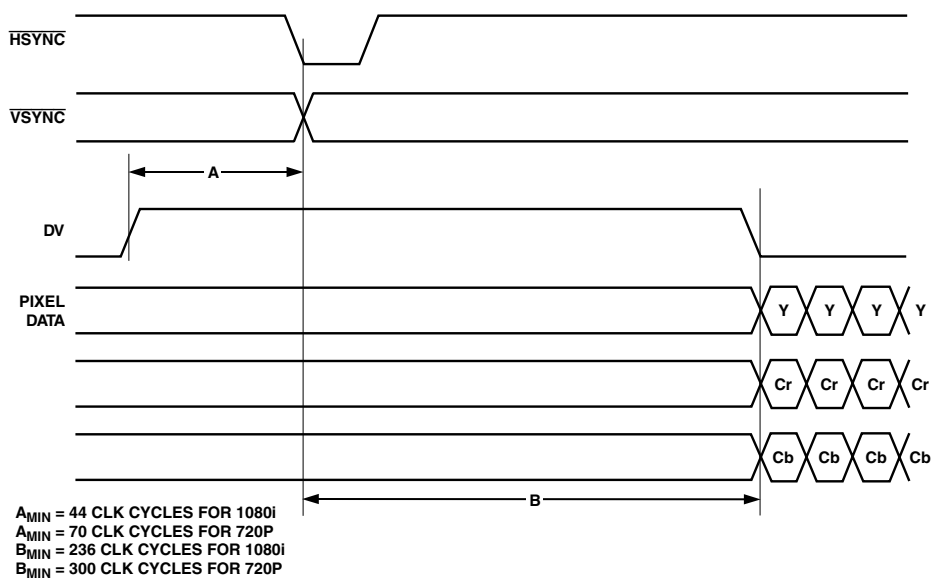 HSYNC
VSYNC
A
DV
PIXEL
DATA
Y Y Y Y
Cr Cr Cr Cr
Cb Cb Cb Cb
B
AMIN = 44 CLK CYCLES FOR 1080i
AMIN = 70 CLK CYCLES FOR 720P
BMIN = 236 CLK CYCLES FOR 1080i
BMIN = 300 CLK CYCLES FOR 720P